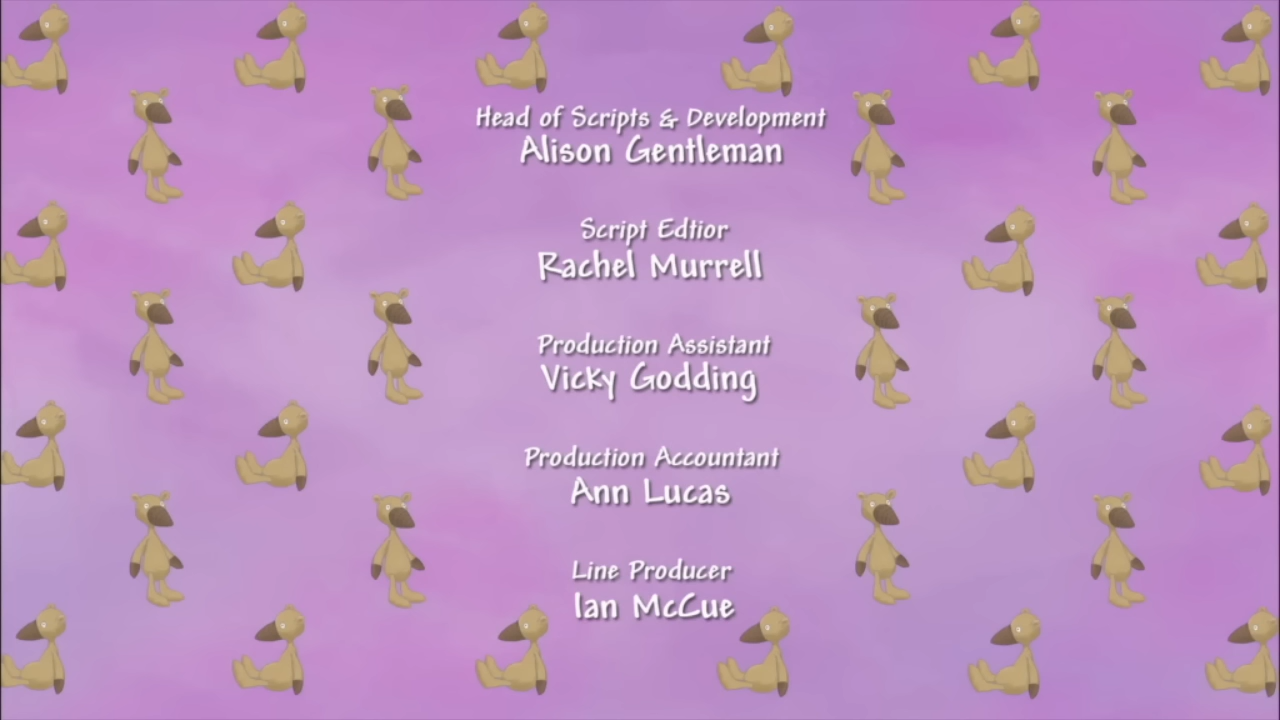 Head of Scripts & Development
Alison Gentleman
Script Edtior
Rachel Murrell
Production Assistant
Vicky Godding
Production Accountant
Ann Lucas
Line Producer
Ian McCue